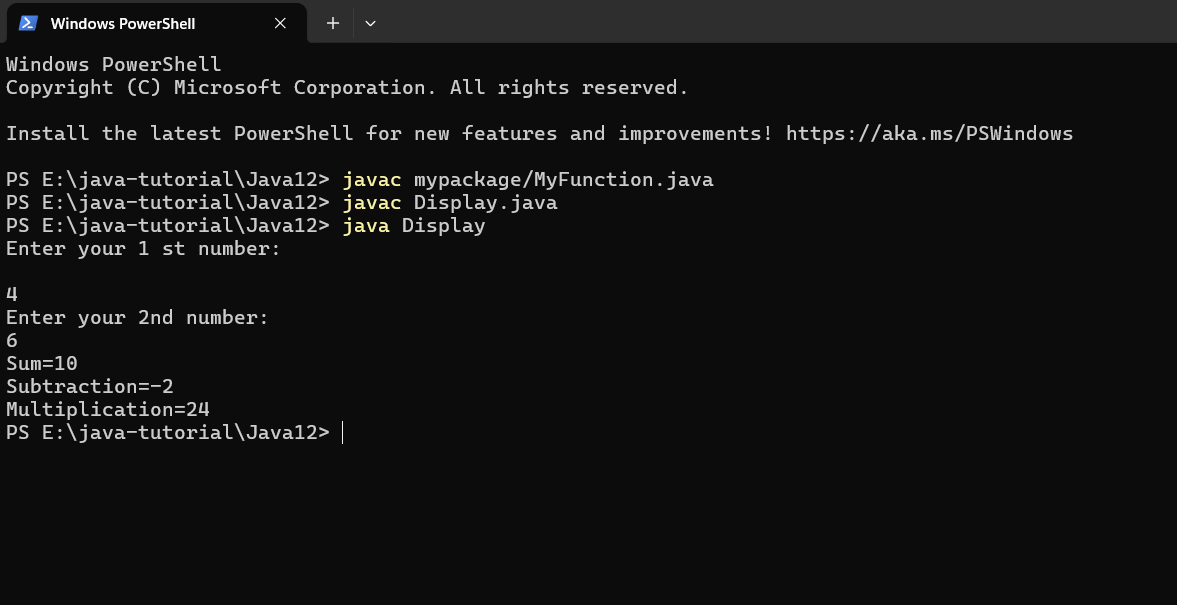 Windows PowerShell
Windows PowerShell
Copyright (C) Microsoft Corporation. All rights reserved.
Install the latest PowerShell for new features and improvements! https://aka.ms/PSWindows
PS E:\java-tutorial\Java12> javac mypackage/MyFunction.java
PS E:\java-tutorial\Java12> javac Display.java
PS E:\java-tutorial\Java12> java Display
Enter your 1 st number:
4
Enter your 2nd number:
6
Sum=10
Subtraction=-2
Multiplication=24
PS E:\java-tutorial\Java12>